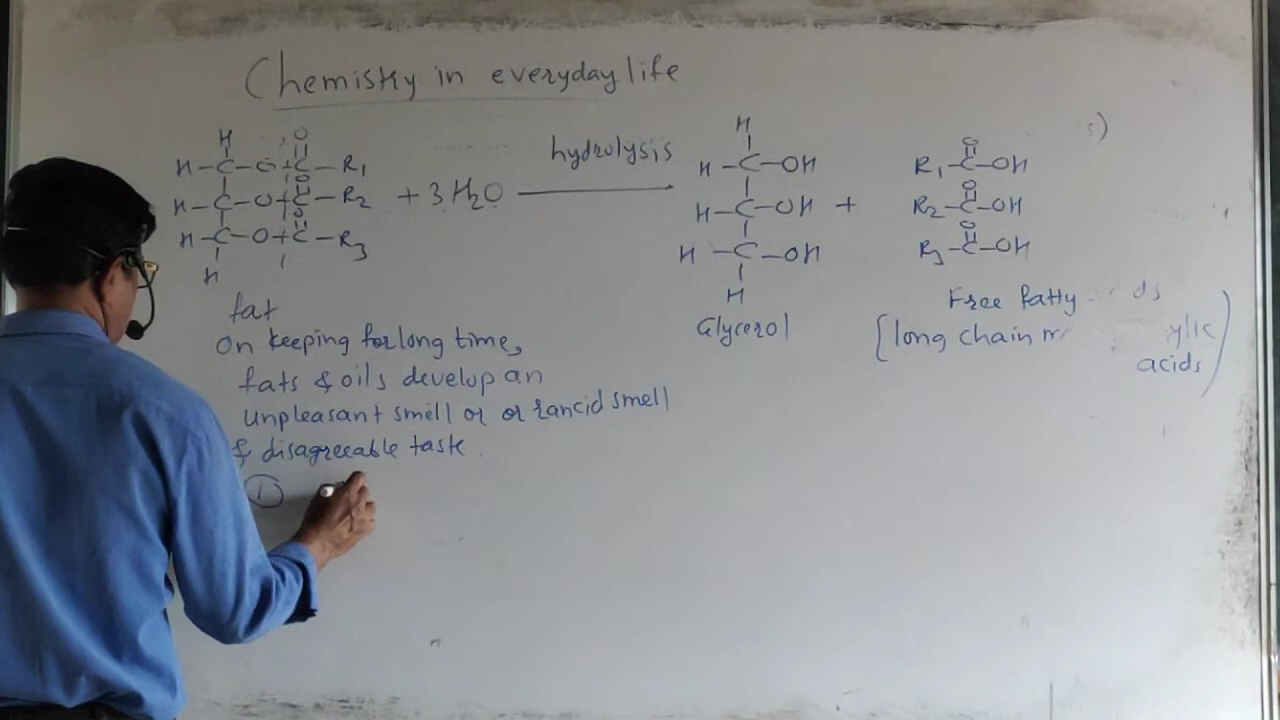 Chemistry in everyday life
H O
H-C-O-C-R1
H-C-O-C-R2 + 3H2O
O
H-C-O-C-R3
H
hydrolysis
H
H-C-OH
H-C-OH +
H-C-OH
H
O
R1-C-OH
O
R2-C-OH
O
R3-C-OH
fat
Glycerol
Free fatty
[long chain
acids)
on keeping for long time,
fats & oils develop an
unpleasant smell or or rancid smell
& disagreeable taste.
①